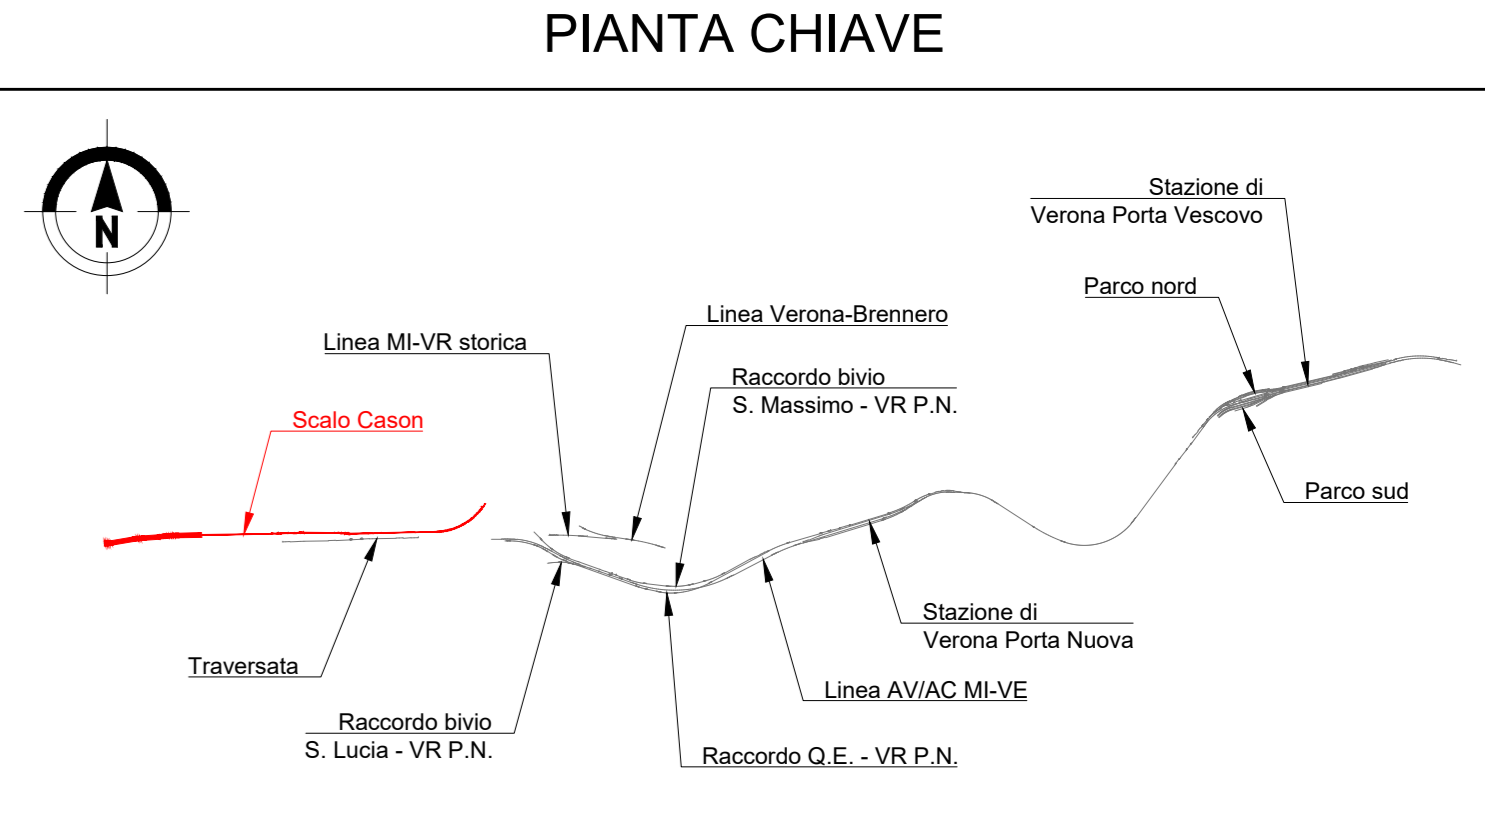 PIANTA CHIAVE
N
Stazione di
Verona Porta Vescovo
Parco nord
Linea Verona-Brennero
Linea MI-VR storica
Raccordo bivio
S. Massimo - VR P.N.
Scalo Cason
Parco sud
Stazione di
Verona Porta Nuova
Traversata
Linea AV/AC MI-VE
Raccordo bivio
S. Lucia - VR P.N.
Raccordo Q.E. - VR P.N.